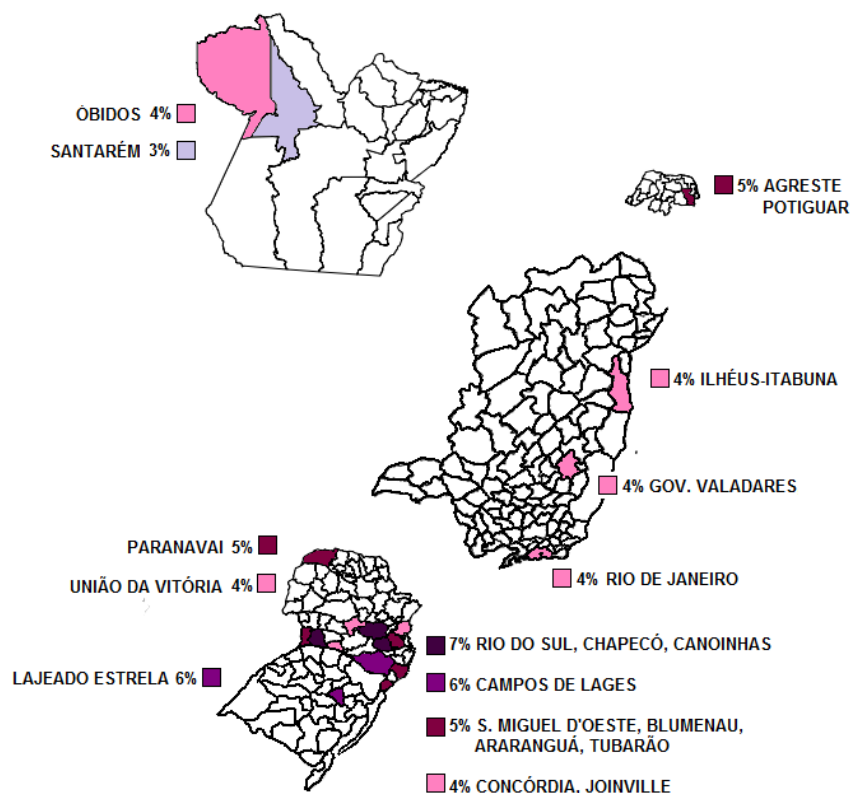 ÓBIDOS 4%
SANTARÉM 3%
5% AGRESTE
POTIGUAR
4% ILHÉUS-ITABUNA
4% GOV. VALADARES
4% RIO DE JANEIRO
PARANAVAI 5%
UNIÃO DA VITÓRIA 4%
7% RIO DO SUL, CHAPECÓ, CANOINHAS
LAJEADO ESTRELA 6%
6% CAMPOS DE LAGES
5% S. MIGUEL D'OESTE, BLUMENAU,
ARARANGUÁ, TUBARÃO
4% CONCÓRDIA, JOINVILLE